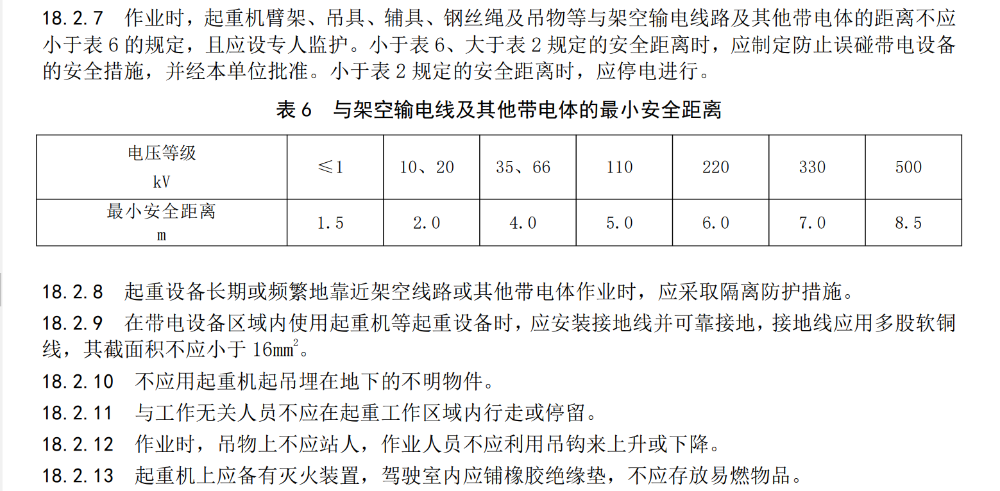 18.2.7 作业时，起重机臂架、吊具、辅具、钢丝绳及吊物等与架空输电线路及其他带电体的距离不应
小于表 6 的规定，且应设专人监护。小于表 6、大于表 2 规定的安全距离时，应制定防止误碰带电设备
的安全措施，并经本单位批准。小于表 2 规定的安全距离时，应停电进行。
表 6 与架空输电线及其他带电体的最小安全距离
电压等级
kV
≤1 10、20 35、66 110 220 330 500
最小安全距离
m
1.5 2.0 4.0 5.0 6.0 7.0 8.5
18.2.8 起重设备长期或频繁地靠近架空线路或其他带电体作业时，应采取隔离防护措施。
18.2.9 在带电设备区域内使用起重机等起重设备时，应安装接地线并可靠接地，接地线应用多股软铜
线，其截面积不应小于 16mm²。
18.2.10 不应用起重机起吊埋在地下的不明物件。
18.2.11 与工作无关人员不应在起重工作区域内行走或停留。
18.2.12 作业时，吊物上不应站人，作业人员不应利用吊钩来上升或下降。
18.2.13 起重机上应备有灭火装置，驾驶室内应铺橡胶绝缘垫，不应存放易燃物品。